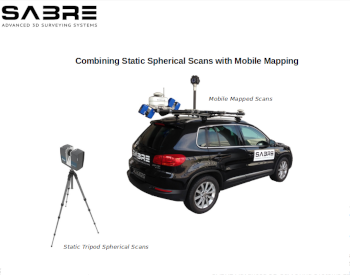 SABRE
ADVANCED 3D SURVEYING SYSTEMS
Combining Static Spherical Scans with Mobile Mapping
Mobile Mapped Scans
SABRE
SABRE
Static Tripod Spherical Scans